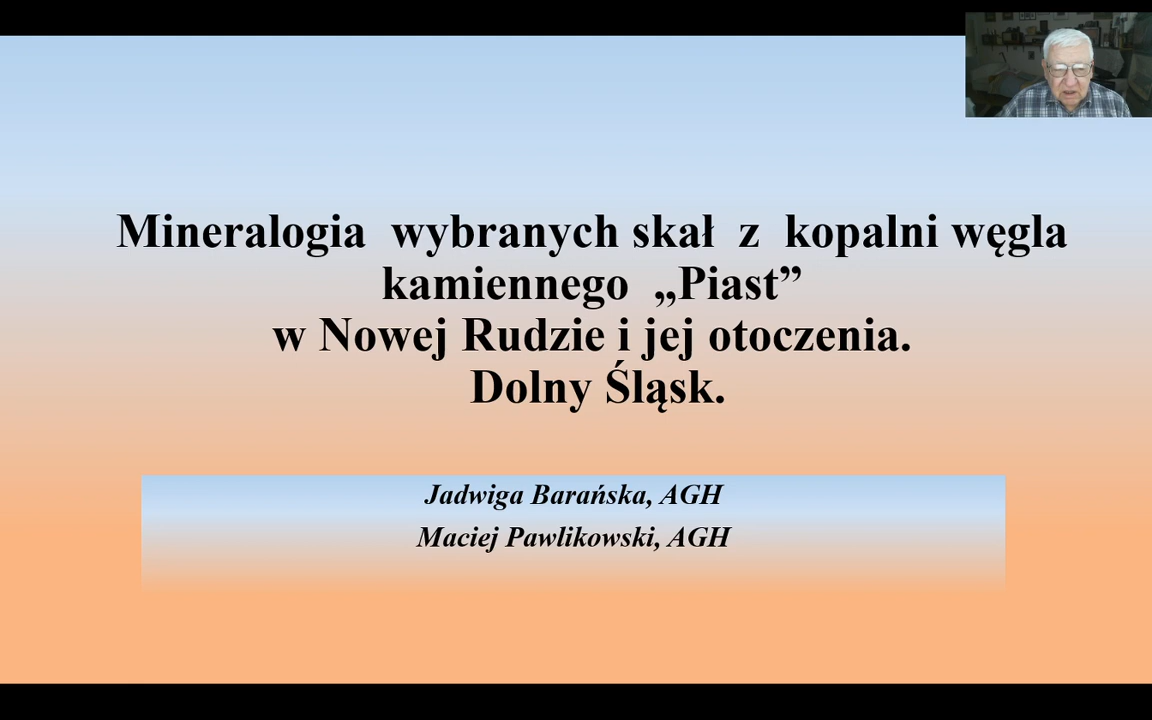 Mineralogia wybranych skał z kopalni węgla
kamiennego „Piast”
w Nowej Rudzie i jej otoczenia.
Dolny Śląsk.
Jadwiga Barańska, AGH
Maciej Pawlikowski, AGH